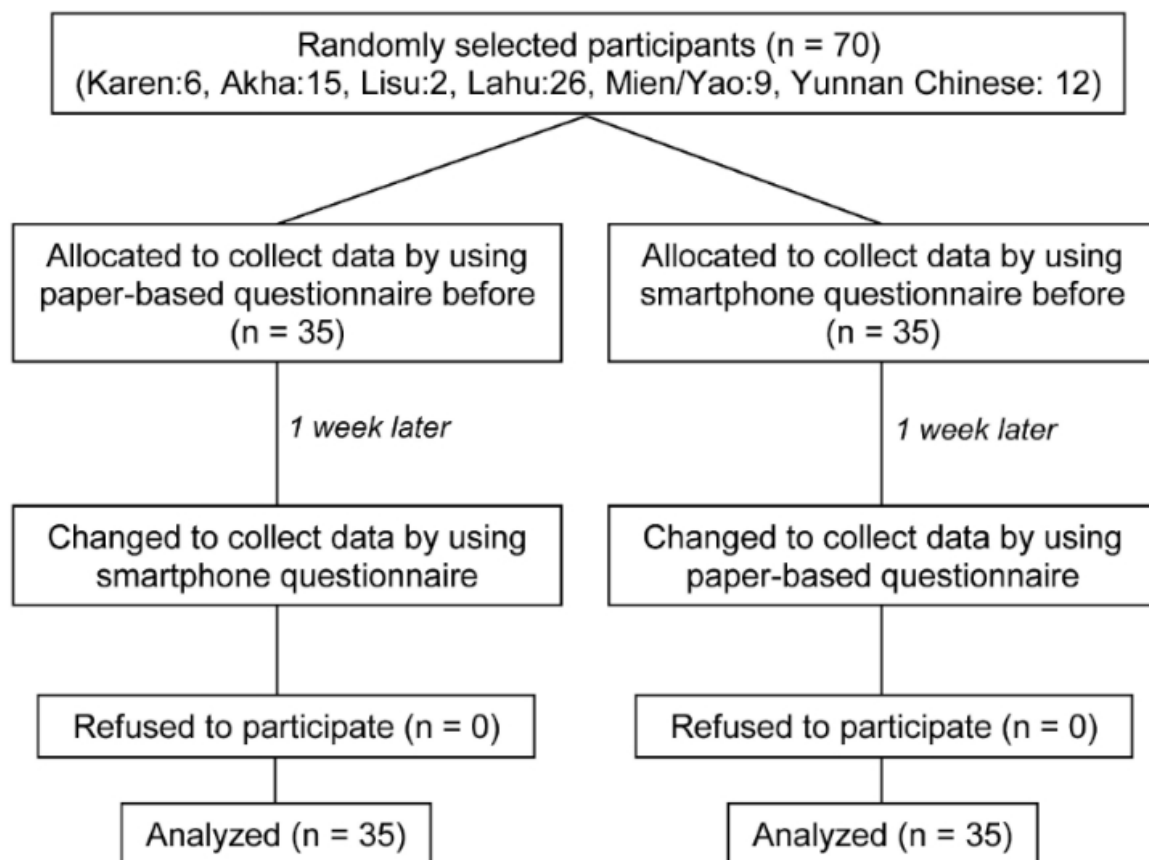 Randomly selected participants (n = 70)
(Karen:6, Akha:15, Lisu:2, Lahu:26, Mien/Yao:9, Yunnan Chinese: 12)
Allocated to collect data by using
paper-based questionnaire before
(n = 35)
Allocated to collect data by using
smartphone questionnaire before
(n = 35)
1 week later
1 week later
Changed to collect data by using
smartphone questionnaire
Changed to collect data by using
paper-based questionnaire
Refused to participate (n = 0)
Refused to participate (n = 0)
Analyzed (n = 35)
Analyzed (n = 35)